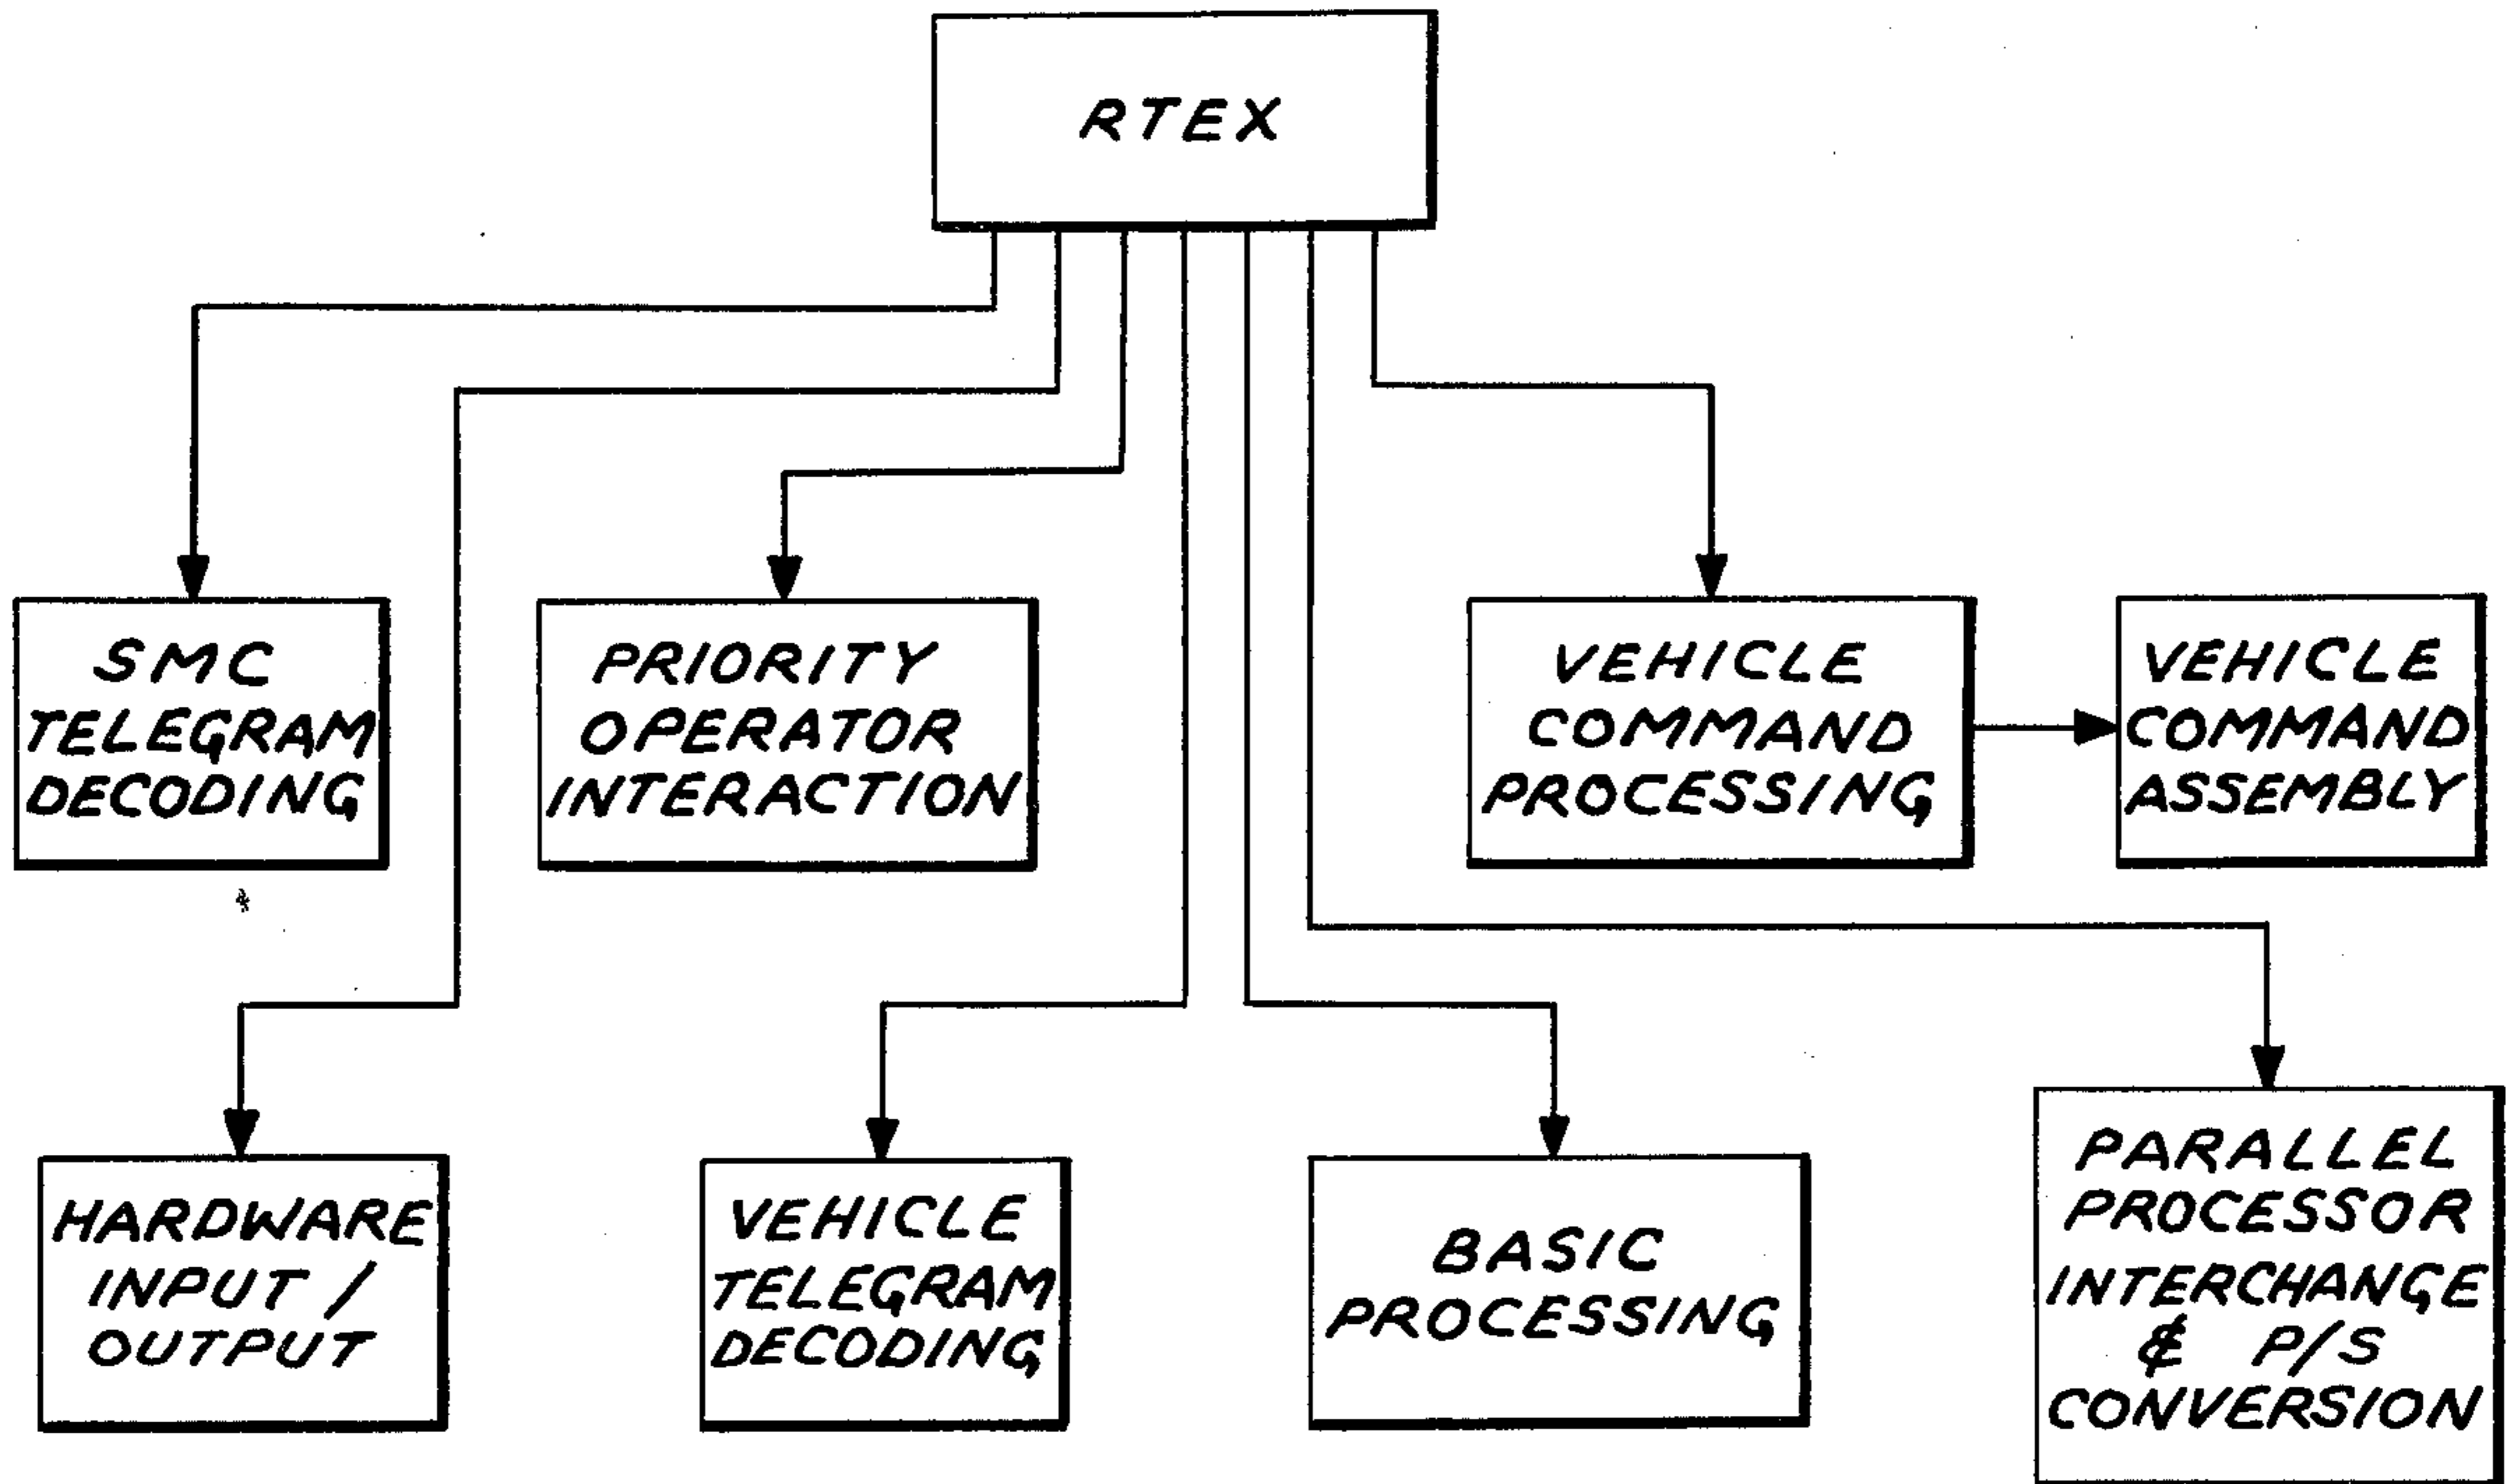 RTEX
SMC
TELEGRAM
DECODING
PRIORITY
OPERATOR
INTERACTION
VEHICLE
COMMAND
PROCESSING
VEHICLE
COMMAND
ASSEMBLY
HARDWARE
INPUT /
OUTPUT
VEHICLE
TELEGRAM
DECODING
BASIC
PROCESSING
PARALLEL
PROCESSOR
INTERCHANGE
& P/S
CONVERSION